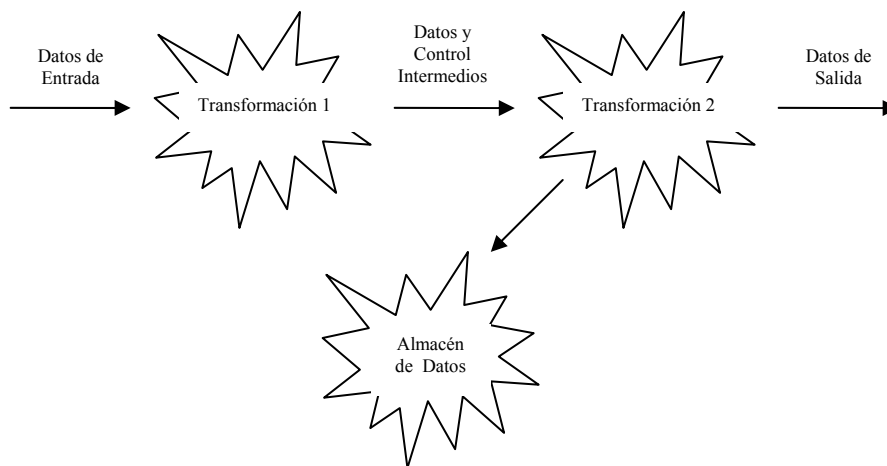 Datos de
Entrada
Transformación 1
Datos y
Control
Intermedios
Transformación 2
Datos de
Salida
Almacén
de Datos